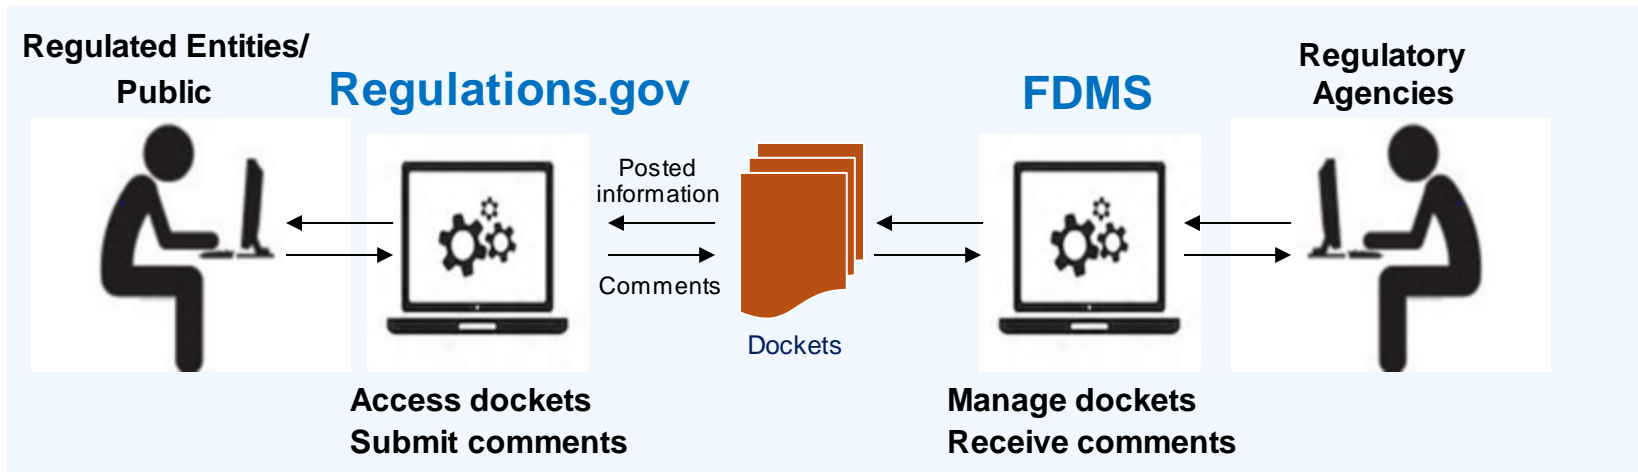 Regulated Entities/
Public
Regulations.gov
FDMS
Regulatory
Agencies
Posted
information
Comments
Dockets
Access dockets
Submit comments
Manage dockets
Receive comments